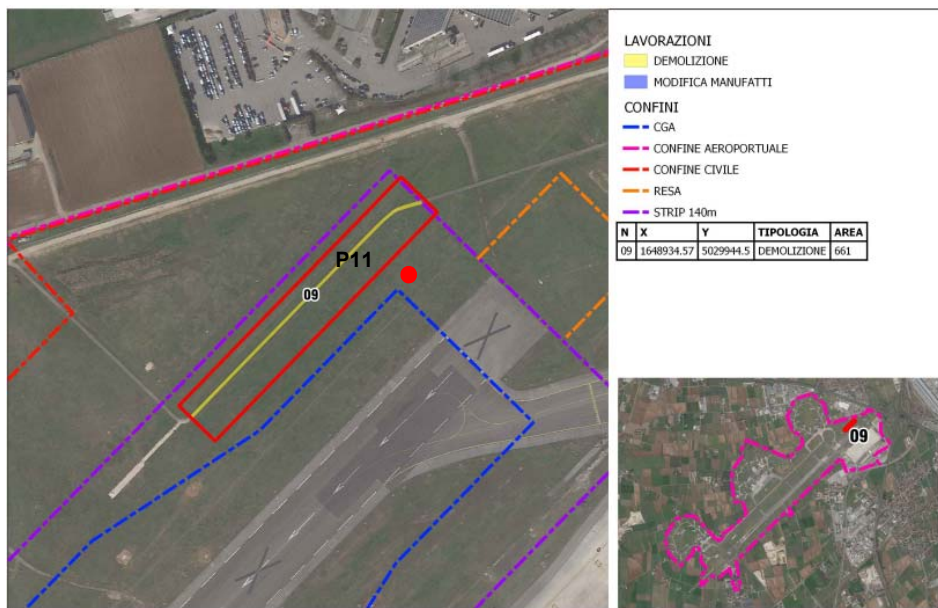 LAVORAZIONI
DEMOLIZIONE
MODIFICA MANUFATTI
CONFINI
CGA
CONFINE AEROPORTUALE
CONFINE CIVILE
RESA
STRIP 140m
N X Y TIPOLOGIA AREA
09 1648934.57 5029944.5 DEMOLIZIONE 661
P11
09
09